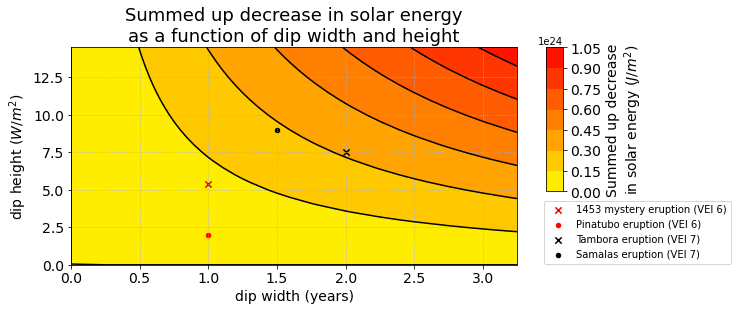 Summed up decrease in solar energy
as a function of dip width and height
dip height (W/m²)
12.5
10.0
7.5
5.0
2.5
0.0
0.0 0.5 1.0 1.5 2.0 2.5 3.0
dip width (years)
1e24
1.05
0.90
0.75
0.60
0.45
0.30
0.15
0.00
Summed up decrease
in solar energy (J/m²)
1453 mystery eruption (VEI 6)
Pinatubo eruption (VEI 6)
Tambora eruption (VEI 7)
Samalas eruption (VEI 7)